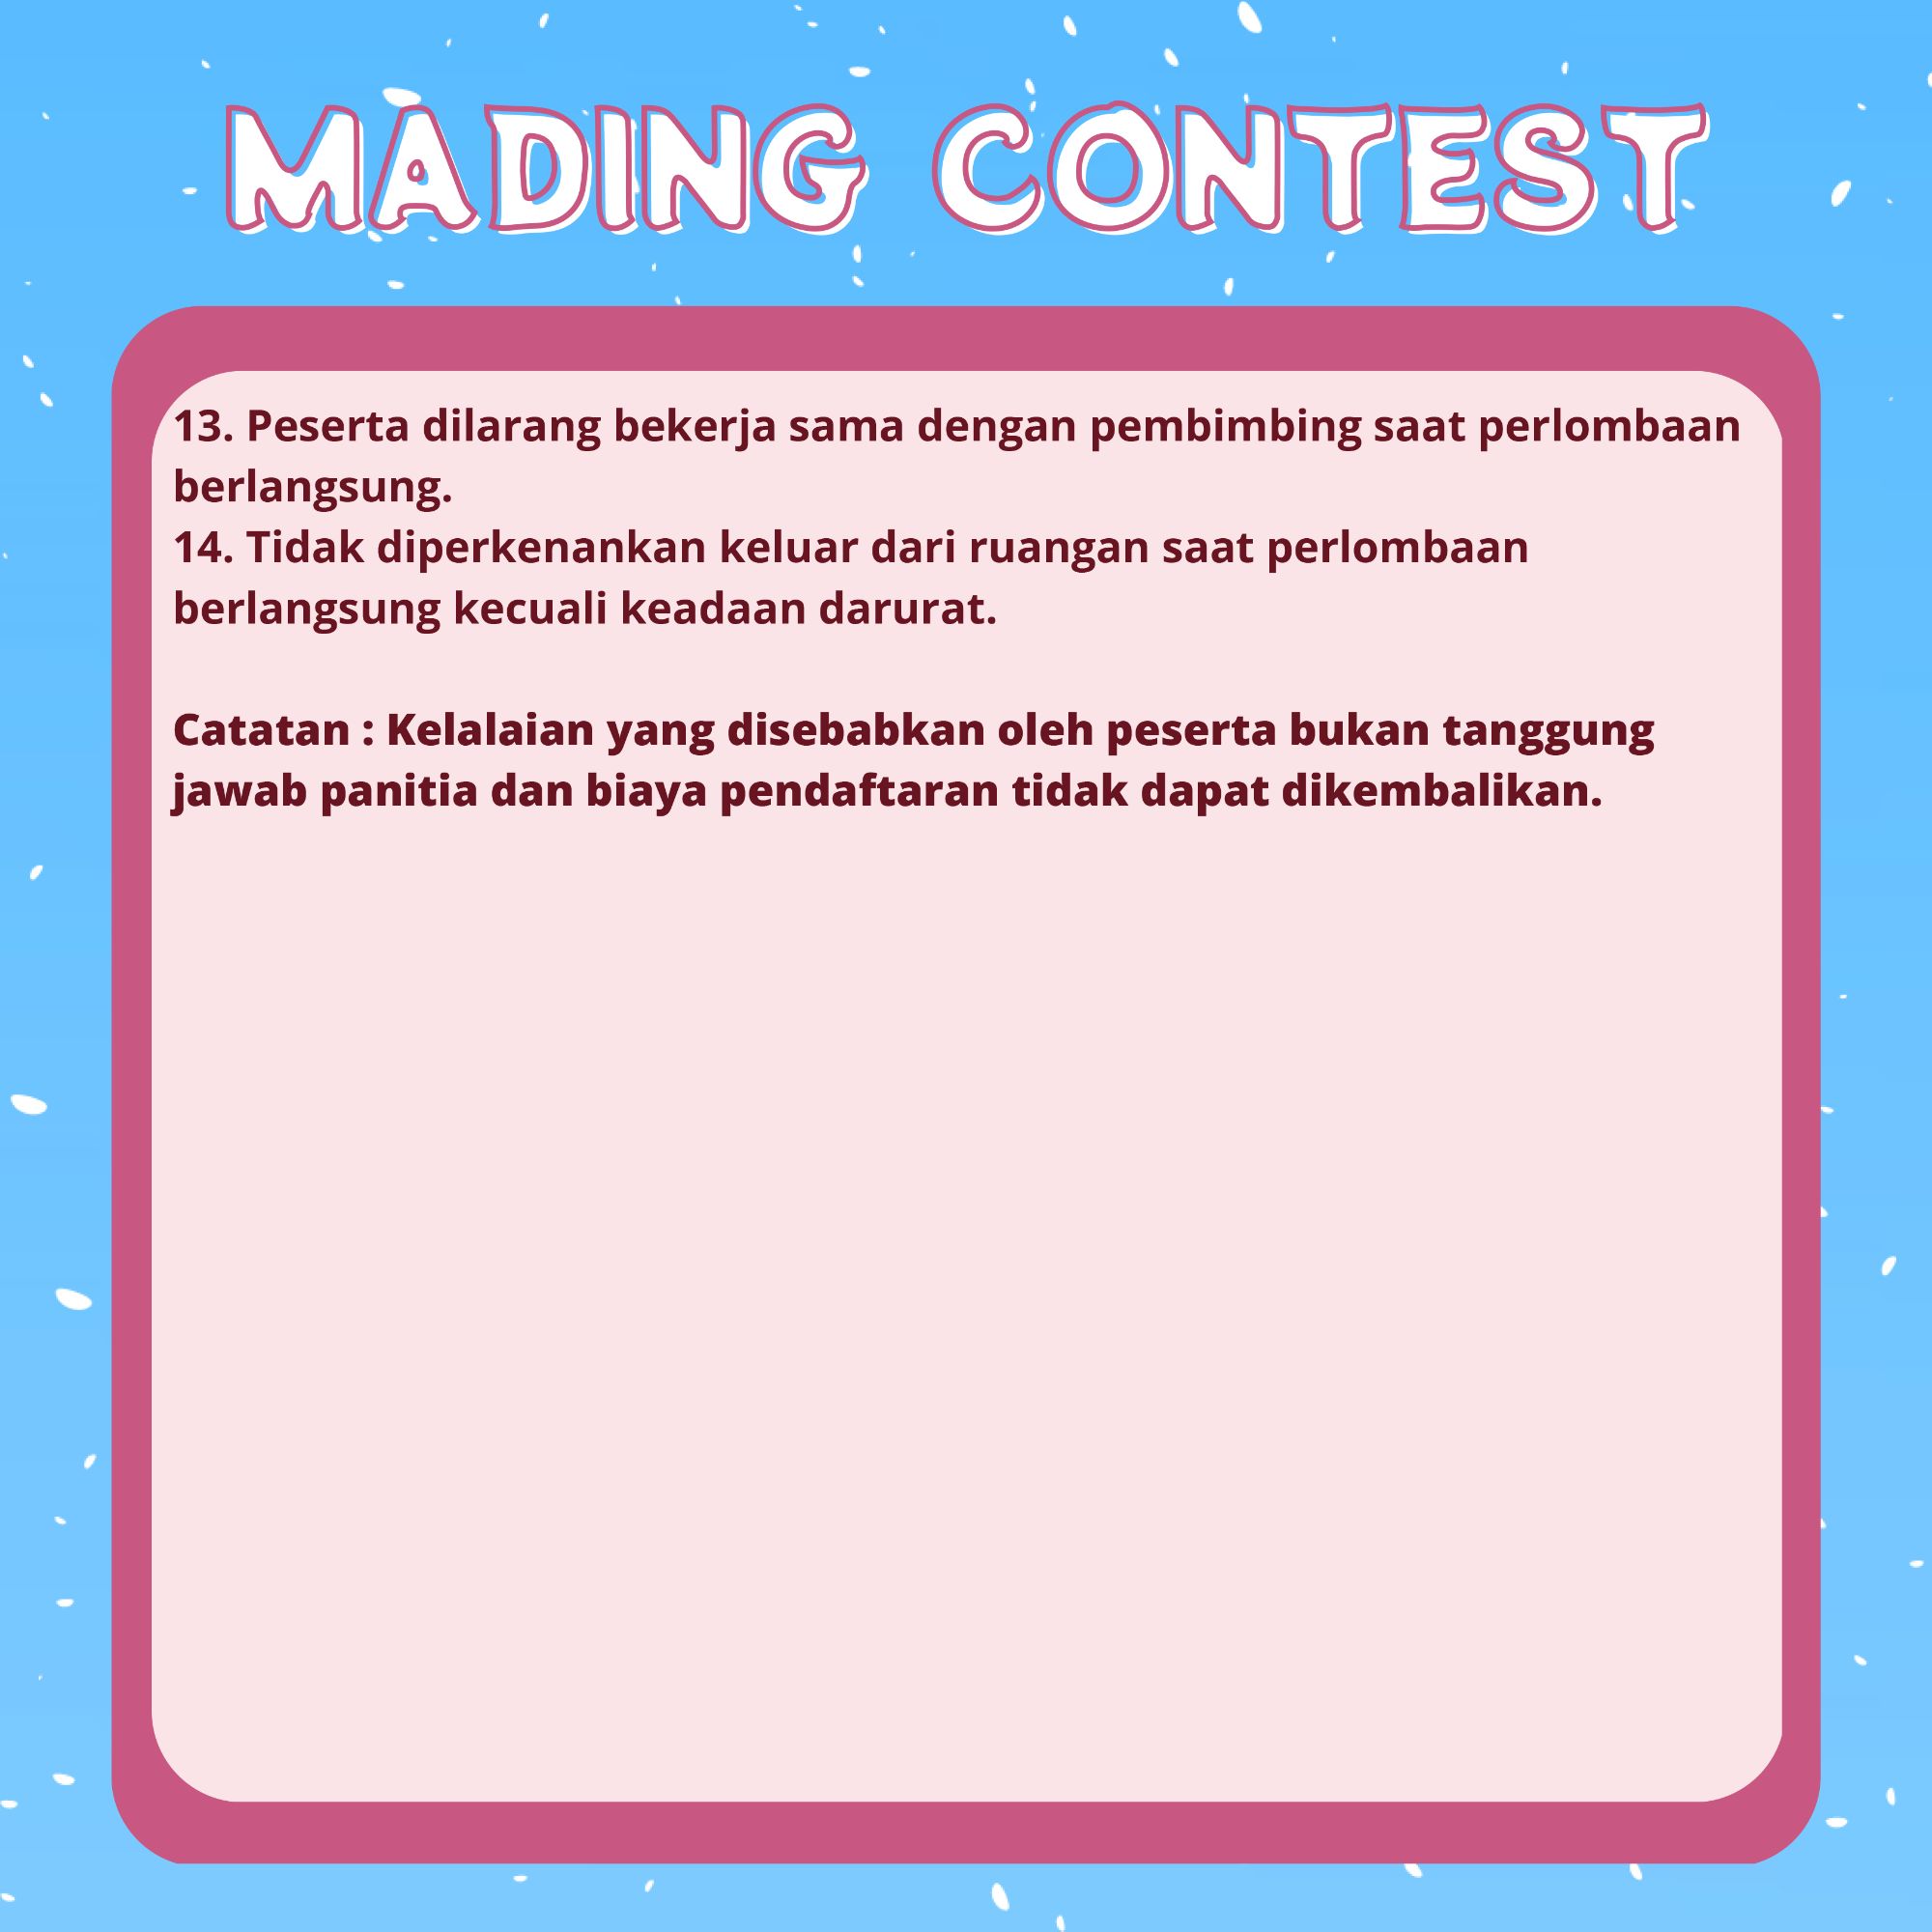 MADING CONTEST
13. Peserta dilarang bekerja sama dengan pembimbing saat perlombaan
berlangsung.
14. Tidak diperkenankan keluar dari ruangan saat perlombaan
berlangsung kecuali keadaan darurat.
Catatan : Kelalaian yang disebabkan oleh peserta bukan tanggung
jawab panitia dan biaya pendaftaran tidak dapat dikembalikan.